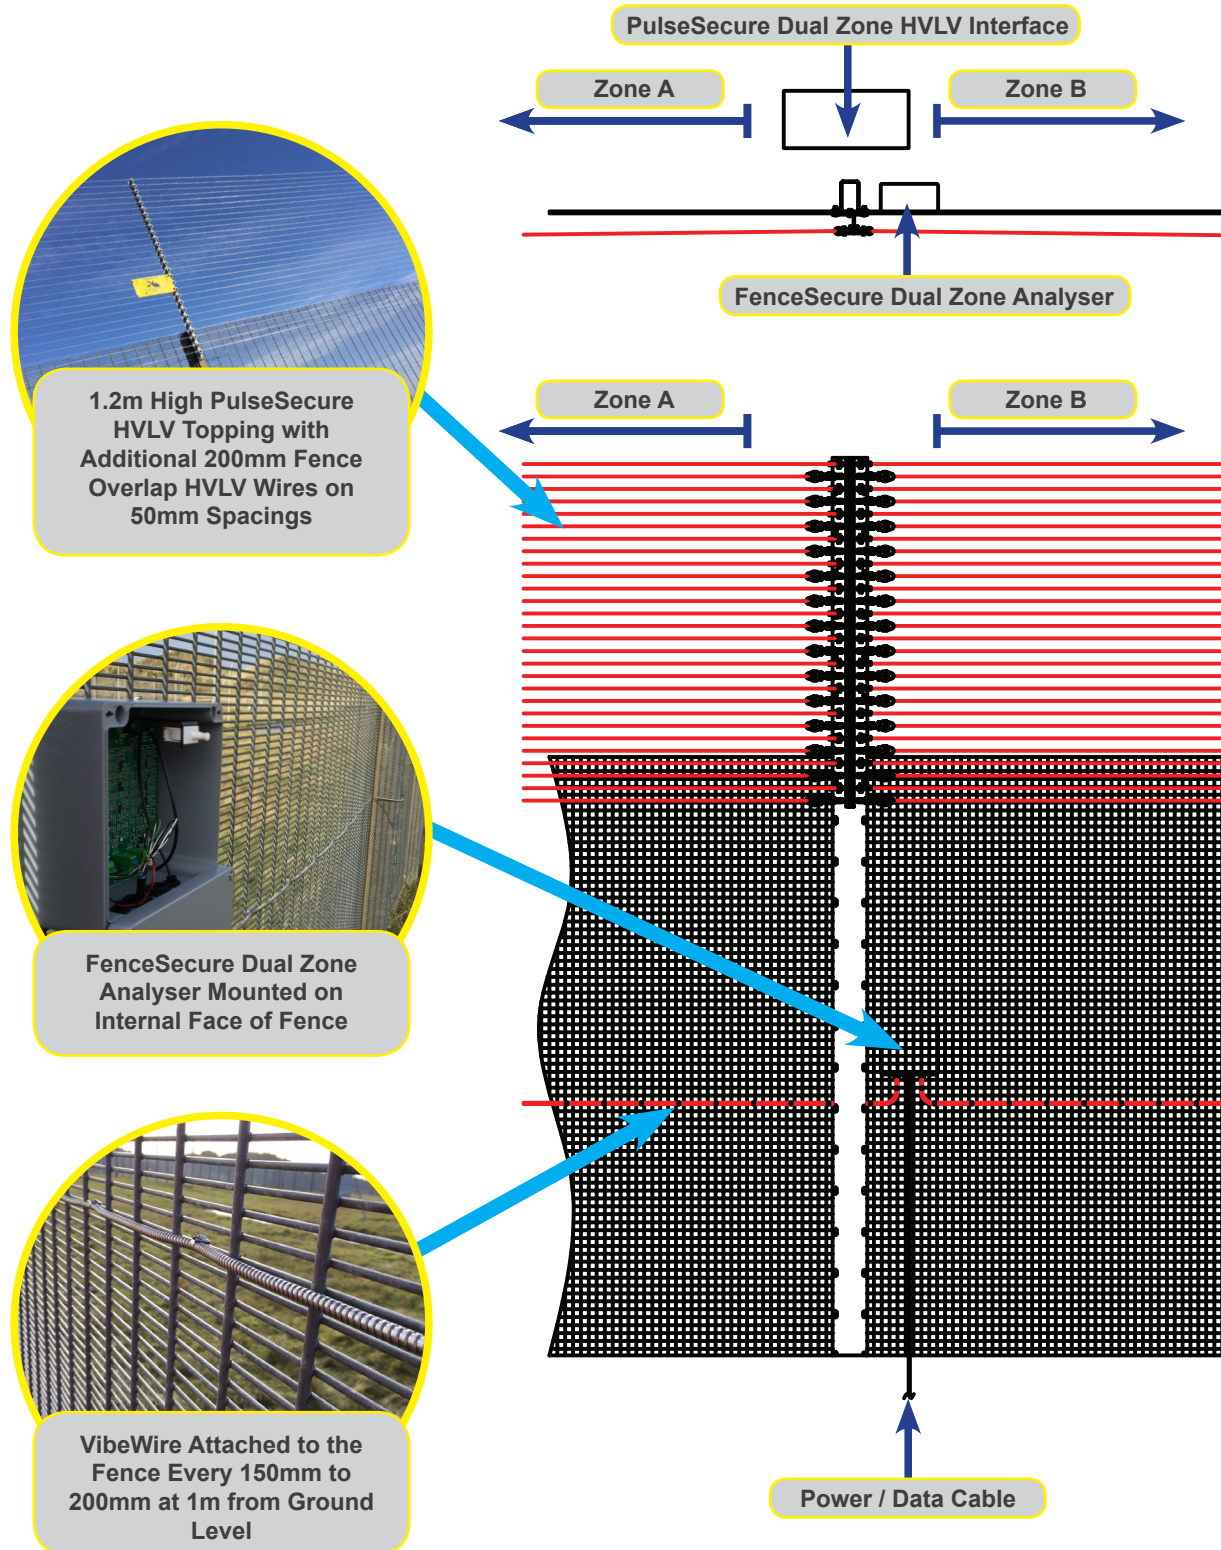 PulseSecure Dual Zone HVLV Interface
Zone A
Zone B
FenceSecure Dual Zone Analyser
1.2m High PulseSecure
HVLV Topping with
Additional 200mm Fence
Overlap HVLV Wires on
50mm Spacings
Zone A
Zone B
FenceSecure Dual Zone
Analyser Mounted on
Internal Face of Fence
VibeWire Attached to the
Fence Every 150mm to
200mm at 1m from Ground
Level
Power / Data Cable